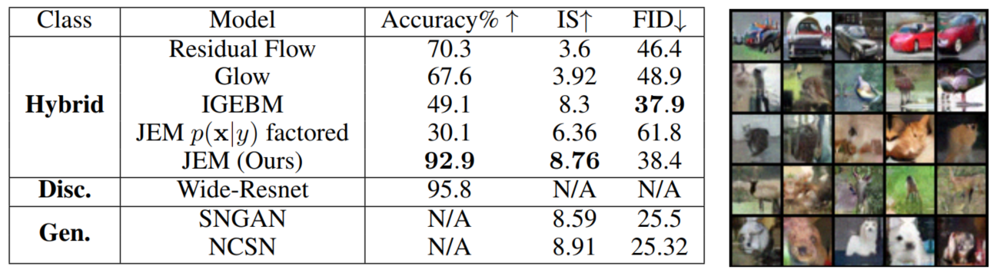 Class Model Accuracy% ↑ IS↑ FID↓
Residual Flow 70.3 3.6 46.4
Glow 67.6 3.92 48.9
Hybrid IGEBM 49.1 8.3 37.9
JEM p(x|y) factored 30.1 6.36 61.8
JEM (Ours) 92.9 8.76 38.4
Disc. Wide-Resnet 95.8 N/A N/A
Gen. SNGAN N/A 8.59 25.5
NCSN N/A 8.91 25.32